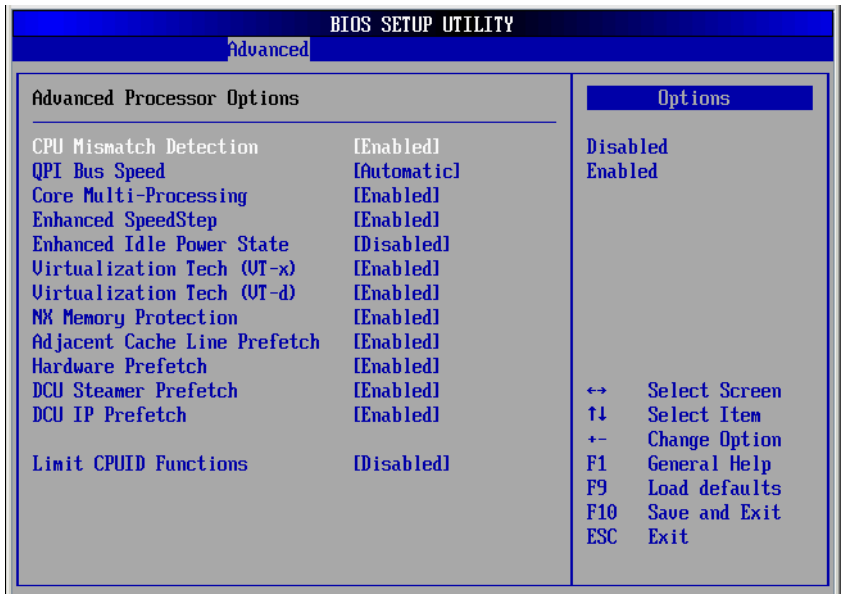 BIOS SETUP UTILITY
Advanced
Advanced Processor Options
CPU Mismatch Detection [Enabled]
QPI Bus Speed [Automatic]
Core Multi-Processing [Enabled]
Enhanced SpeedStep [Enabled]
Enhanced Idle Power State [Disabled]
Virtualization Tech (VT-x) [Enabled]
Virtualization Tech (VT-d) [Enabled]
NX Memory Protection [Enabled]
Adjacent Cache Line Prefetch [Enabled]
Hardware Prefetch [Enabled]
DCU Steamer Prefetch [Enabled]
DCU IP Prefetch [Enabled]
Limit CPUID Functions [Disabled]
Options
Disabled
Enabled
←→ Select Screen
↑↓ Select Item
+- Change Option
F1 General Help
F9 Load defaults
F10 Save and Exit
ESC Exit